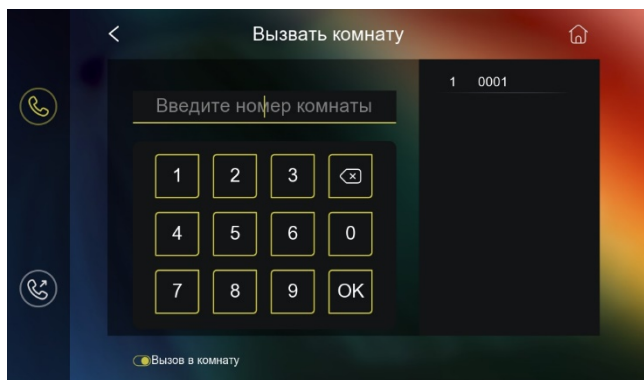 Вызвать комнату
Введите номер комнаты
1 0001
1 2 3
4 5 6 0
7 8 9 OK
Вызов в комнату